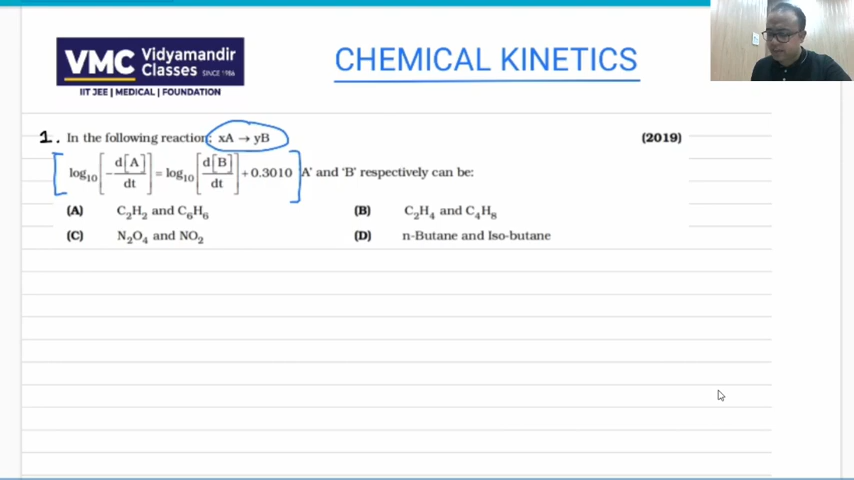 VMC Vidyamandir Classes SINCE 1986
IIT JEE | MEDICAL | FOUNDATION
CHEMICAL KINETICS
1. In the following reaction; xA → yB (2019)
log₁₀[-d[A]/dt] = log₁₀[d[B]/dt] + 0.3010 A' and 'B' respectively can be:
(A) C₂H₂ and C₆H₆ (B) C₂H₄ and C₄H₈
(C) N₂O₄ and NO₂ (D) n-Butane and Iso-butane